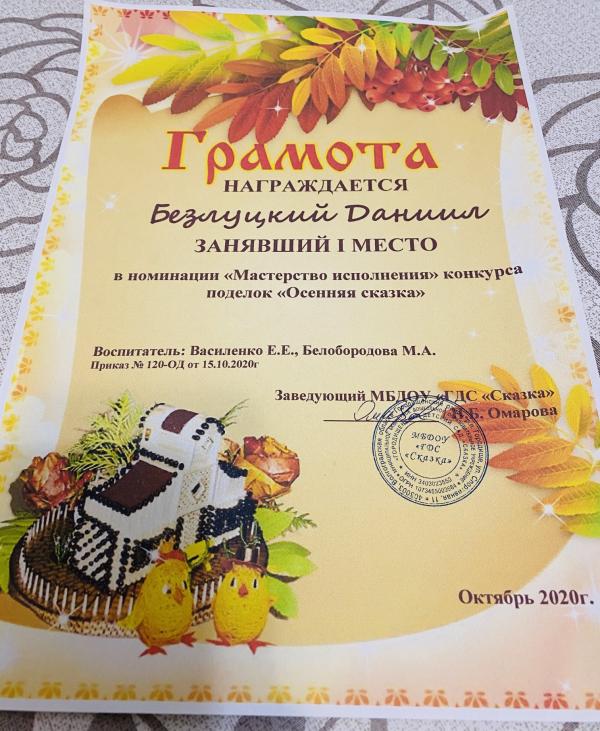 Грамота
НАГРАЖДАЕТСЯ
Безлуцкий Даниил
ЗАНЯВШИЙ I МЕСТО
в номинации «Мастерство исполнения» конкурса
поделок «Осенняя сказка»
Воспитатель: Василенко Е.Е., Белобородова М.А.
Приказ № 120-ОД от 15.10.2020г
Заведующий МБДОУ «ГДС «Сказка»
Н.Б. Омарова
МБДОУ
«ГДС
«Сказка»
Октябрь 2020г.